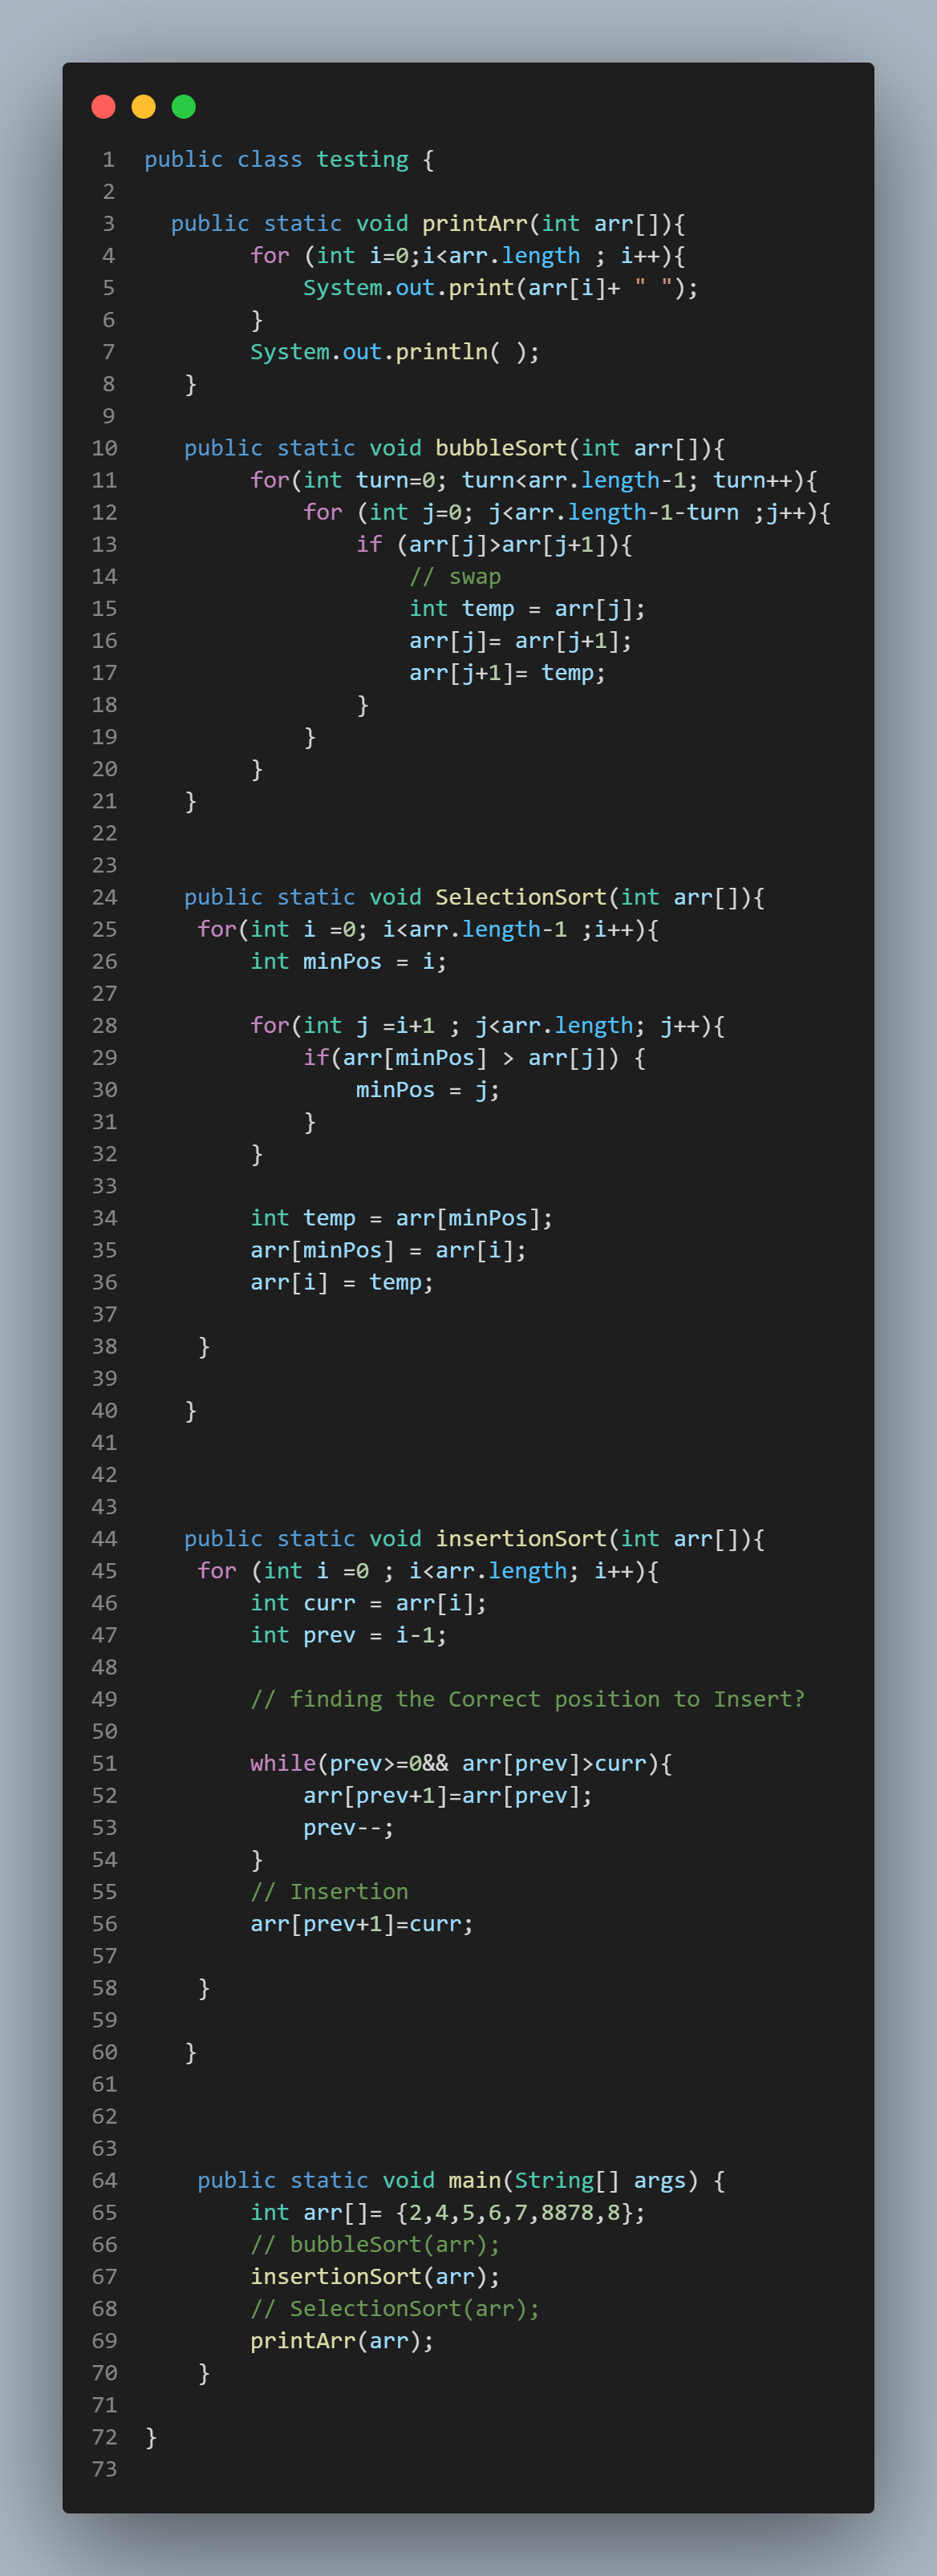 1 public class testing {
2
3 public static void printArr(int arr[]){
4 for (int i=0;i<arr.length ; i++){
5 System.out.print(arr[i]+ " ");
6 }
7 System.out.println( );
8 }
9
10 public static void bubbleSort(int arr[]){
11 for(int turn=0; turn<arr.length-1; turn++){
12 for (int j=0; j<arr.length-1-turn ;j++){
13 if (arr[j]>arr[j+1]){
14 // swap
15 int temp = arr[j];
16 arr[j]= arr[j+1];
17 arr[j+1]= temp;
18 }
19 }
20 }
21 }
22
23
24 public static void SelectionSort(int arr[]){
25 for(int i =0; i<arr.length-1 ;i++){
26 int minPos = i;
27
28 for(int j =i+1 ; j<arr.length; j++){
29 if(arr[minPos] > arr[j]) {
30 minPos = j;
31 }
32 }
33
34 int temp = arr[minPos];
35 arr[minPos] = arr[i];
36 arr[i] = temp;
37
38 }
39
40 }
41
42
43
44 public static void insertionSort(int arr[]){
45 for (int i =0 ; i<arr.length; i++){
46 int curr = arr[i];
47 int prev = i-1;
48
49 // finding the Correct position to Insert?
50
51 while(prev>=0&& arr[prev]>curr){
52 arr[prev+1]=arr[prev];
53 prev--;
54 }
55 // Insertion
56 arr[prev+1]=curr;
57
58 }
59
60 }
61
62
63
64 public static void main(String[] args) {
65 int arr[]= {2,4,5,6,7,8878,8};
66 // bubbleSort(arr);
67 insertionSort(arr);
68 // SelectionSort(arr);
69 printArr(arr);
70 }
71
72 }
73